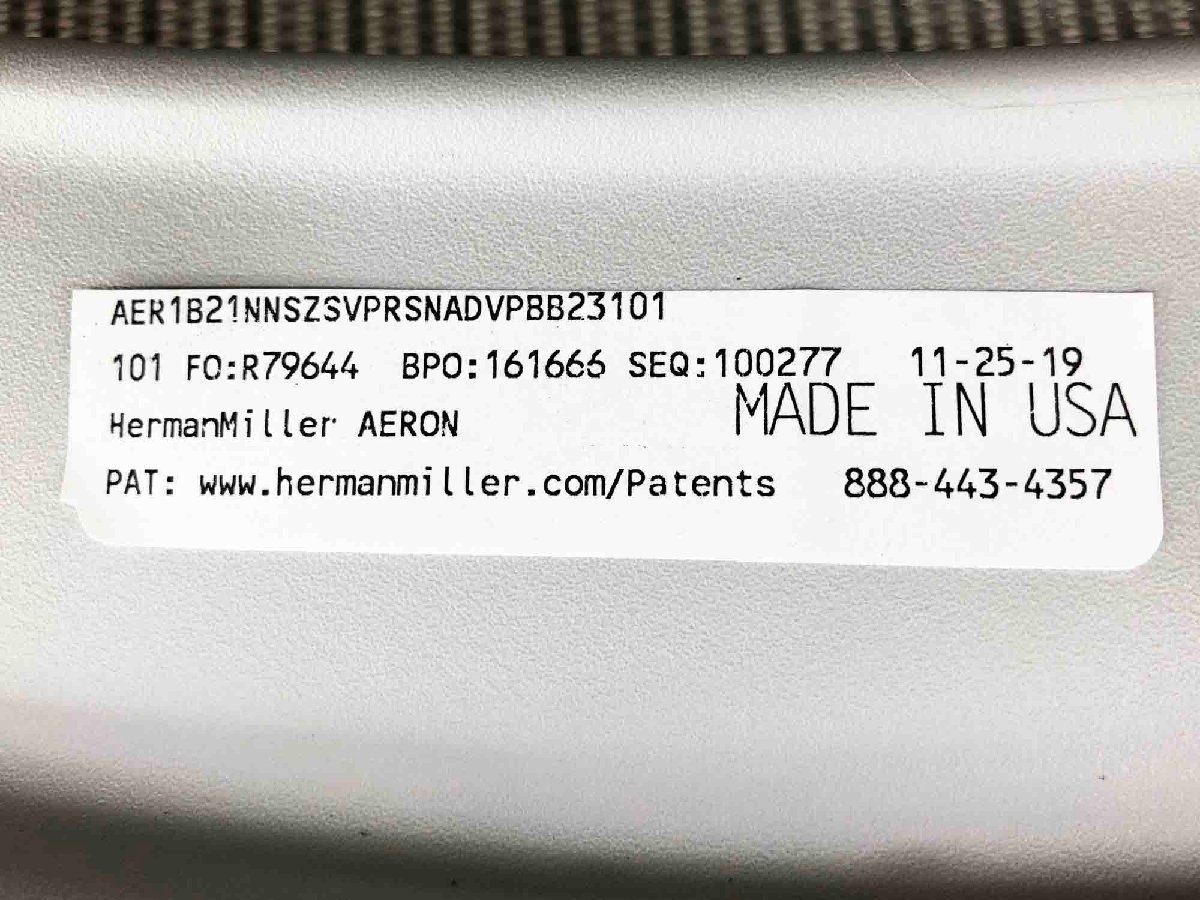 AER1B21NNSZSVPRSNADVPBB23101
101 FO:R79644 BPO:161666 SEQ:100277 11-25-19
HermanMiller AERON MADE IN USA
PAT: www.hermanmiller.com/Patents 888-443-4357